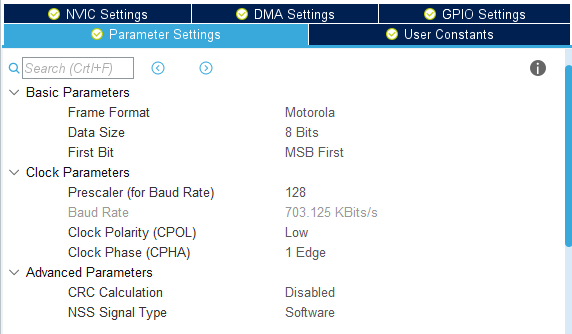 NVIC Settings DMA Settings GPIO Settings
Parameter Settings User Constants
Search (Crtl+F)
Basic Parameters
Frame Format Motorola
Data Size 8 Bits
First Bit MSB First
Clock Parameters
Prescaler (for Baud Rate) 128
Baud Rate 703.125 KBits/s
Clock Polarity (CPOL) Low
Clock Phase (CPHA) 1 Edge
Advanced Parameters
CRC Calculation Disabled
NSS Signal Type Software